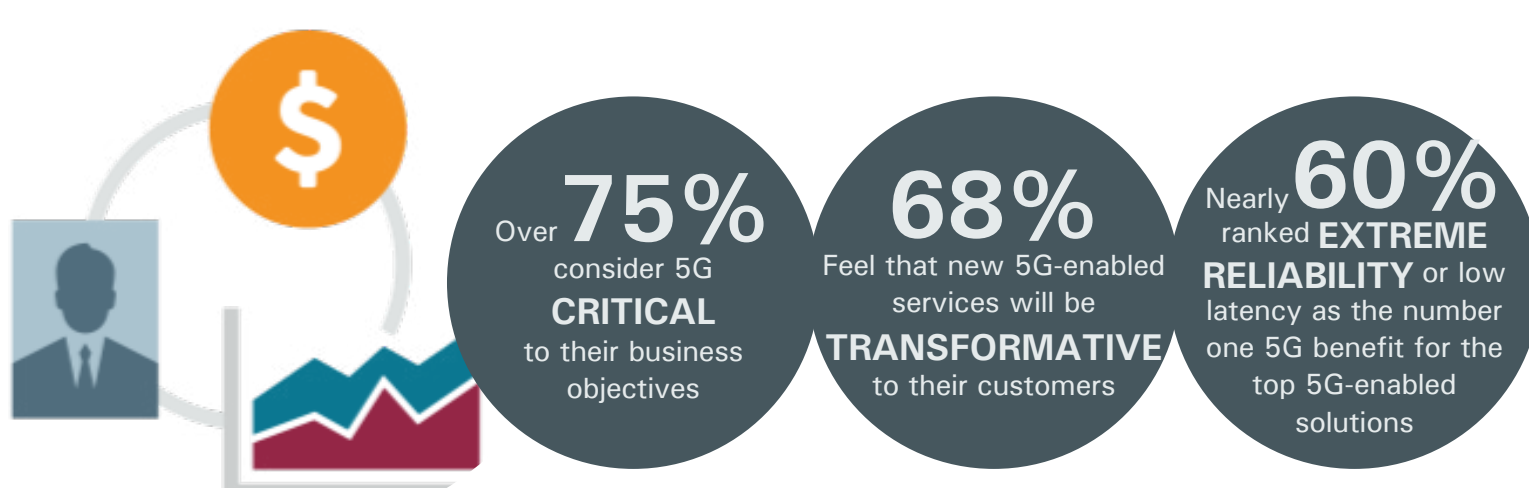 $
Over 75%
consider 5G
CRITICAL
to their business
objectives
68%
Feel that new 5G-enabled
services will be
TRANSFORMATIVE
to their customers
Nearly 60%
ranked EXTREME
RELIABILITY or low
latency as the number
one 5G benefit for the
top 5G-enabled
solutions